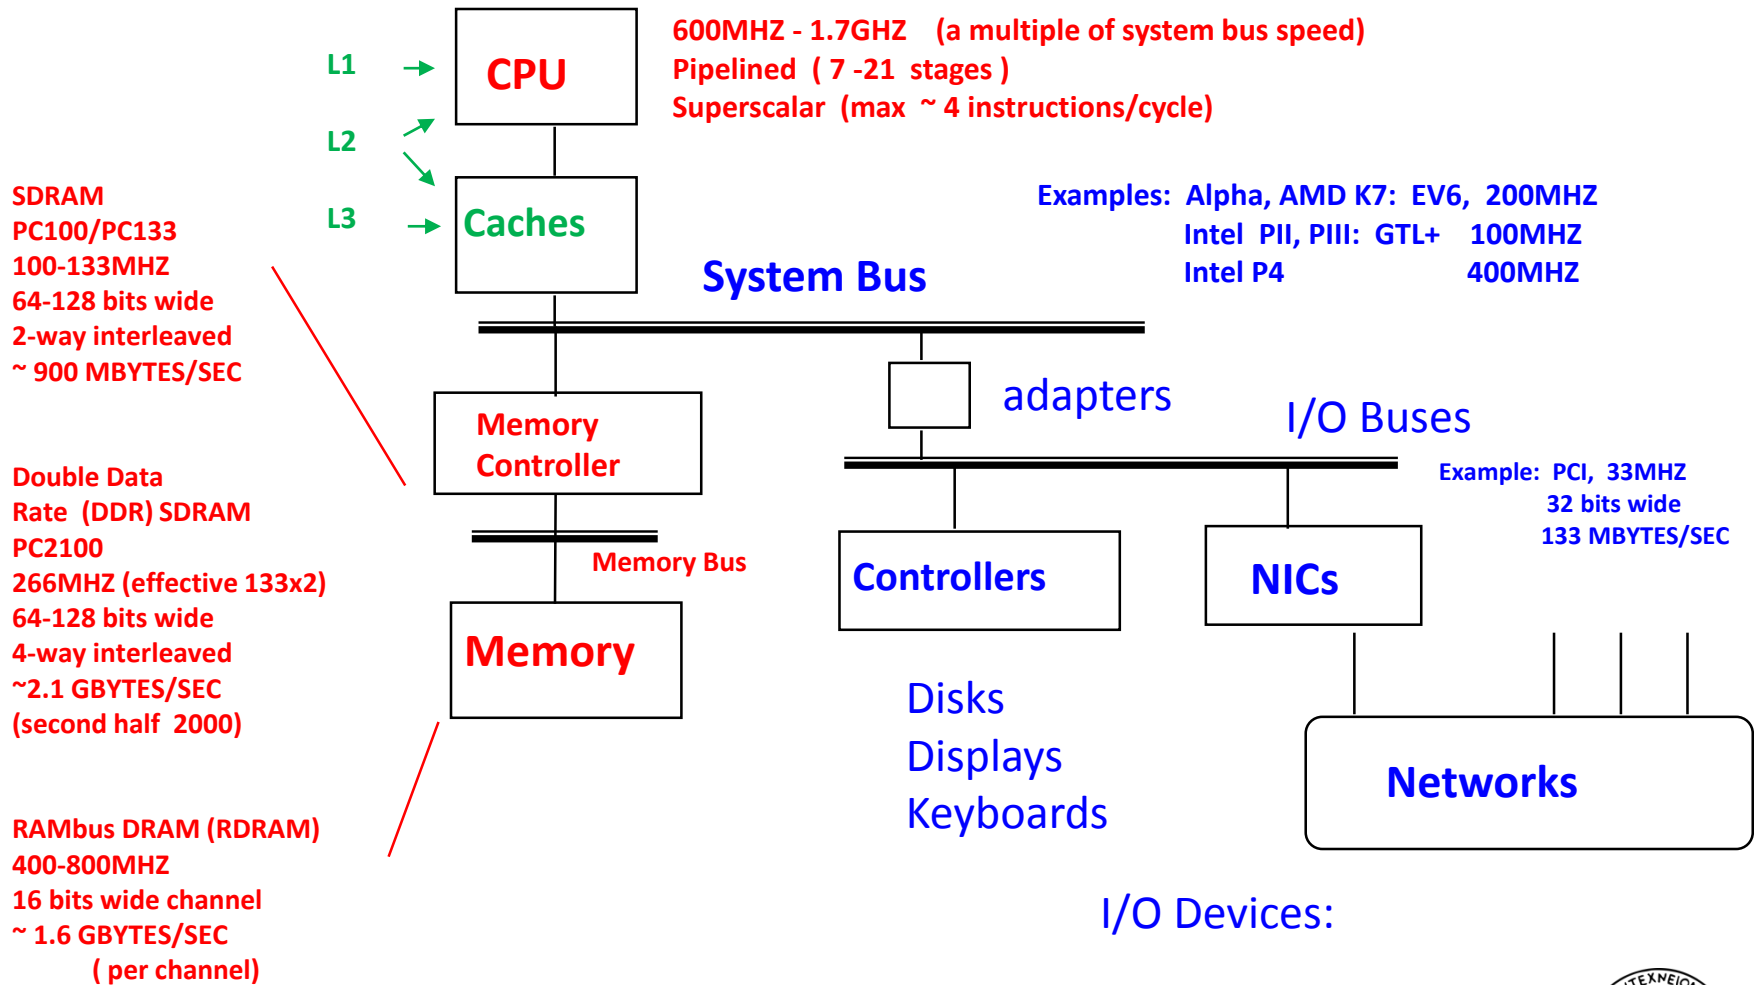 600MHZ - 1.7GHZ (a multiple of system bus speed)
Pipelined ( 7 -21 stages )
Superscalar (max ~ 4 instructions/cycle)
L1
CPU
L2
L3
Caches
SDRAM
PC100/PC133
100-133MHZ
64-128 bits wide
2-way interleaved
~ 900 MBYTES/SEC
Examples: Alpha, AMD K7: EV6, 200MHZ
Intel PII, PIII: GTL+ 100MHZ
Intel P4 400MHZ
System Bus
adapters
I/O Buses
Memory
Controller
Example: PCI, 33MHZ
32 bits wide
133 MBYTES/SEC
Double Data
Rate (DDR) SDRAM
PC2100
266MHZ (effective 133x2)
64-128 bits wide
4-way interleaved
~2.1 GBYTES/SEC
(second half 2000)
Memory Bus
Controllers
NICs
Memory
Disks
Displays
Keyboards
Networks
RAMbus DRAM (RDRAM)
400-800MHZ
16 bits wide channel
~ 1.6 GBYTES/SEC
( per channel)
I/O Devices: